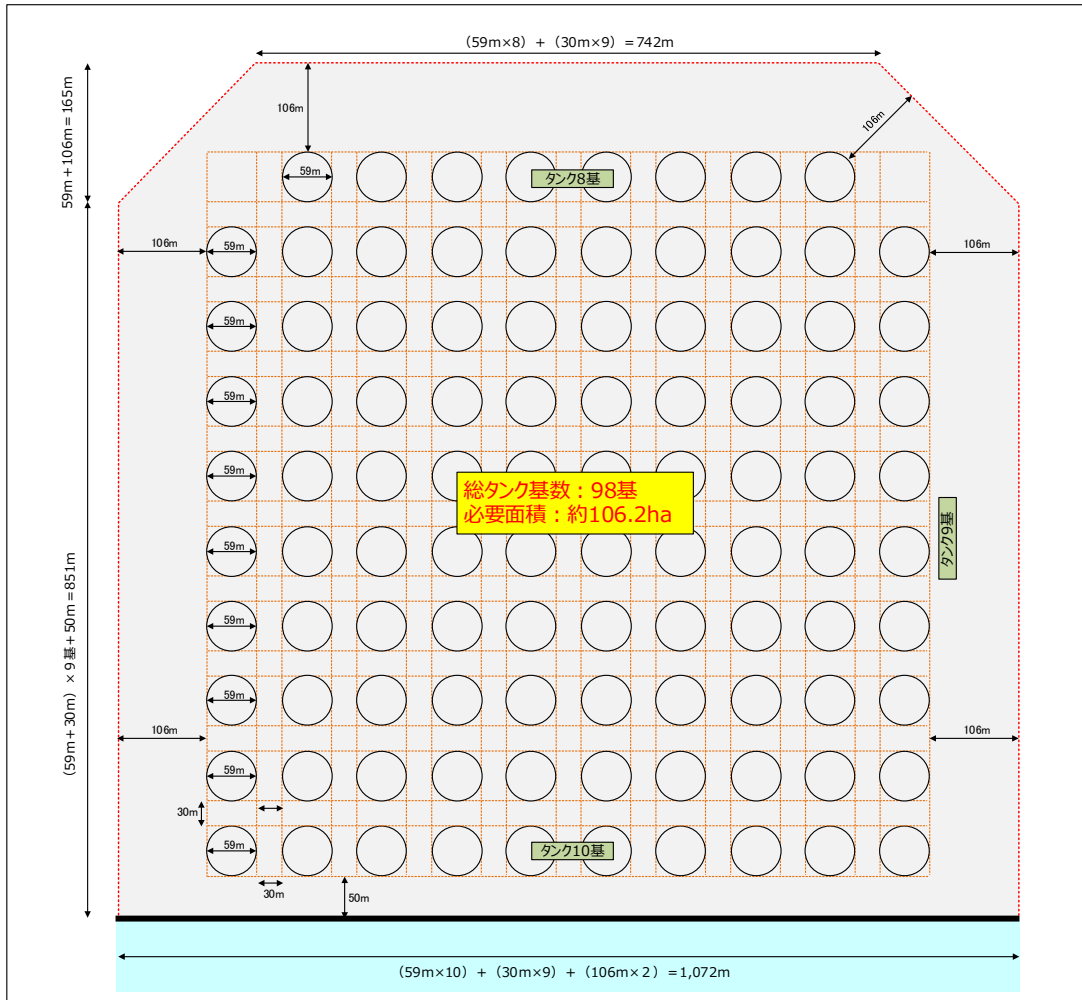 (59m×8) + (30m×9) =742m
59m+106m=165m
106m
106m
59m
タンク8基
106m
59m
106m
59m
59m
59m
総タンク基数：98基
必要面積：約106.2ha
タンク9基
59m
(59m+30m) ×9基+50m=851m
59m
59m
106m
106m
59m
30m
59m
タンク10基
30m
50m
(59m×10) + (30m×9) + (106m×2) =1,072m